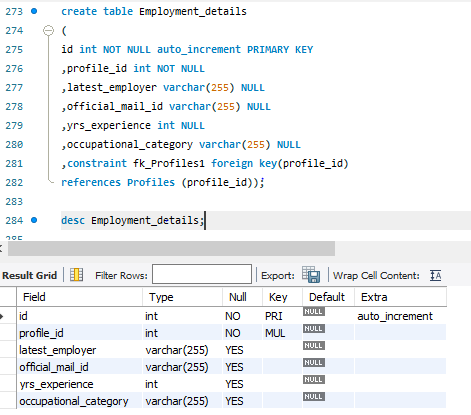 273 create table Employment_details
274 (
275 id int NOT NULL auto_increment PRIMARY KEY
276 ,profile_id int NOT NULL
277 ,latest_employer varchar(255) NULL
278 ,official_mail_id varchar(255) NULL
279 ,yrs_experience int NULL
280 ,occupational_category varchar(255) NULL
281 ,constraint fk_Profiles1 foreign key(profile_id)
282 references Profiles (profile_id));
283
284 desc Employment_details;
285
Result Grid Filter Rows: Export: Wrap Cell Content: IA
Field Type Null Key Default Extra
id int NO PRI NULL auto_increment
profile_id int NO MUL NULL
latest_employer varchar(255) YES NULL
official_mail_id varchar(255) YES NULL
yrs_experience int YES NULL
occupational_category varchar(255) YES NULL